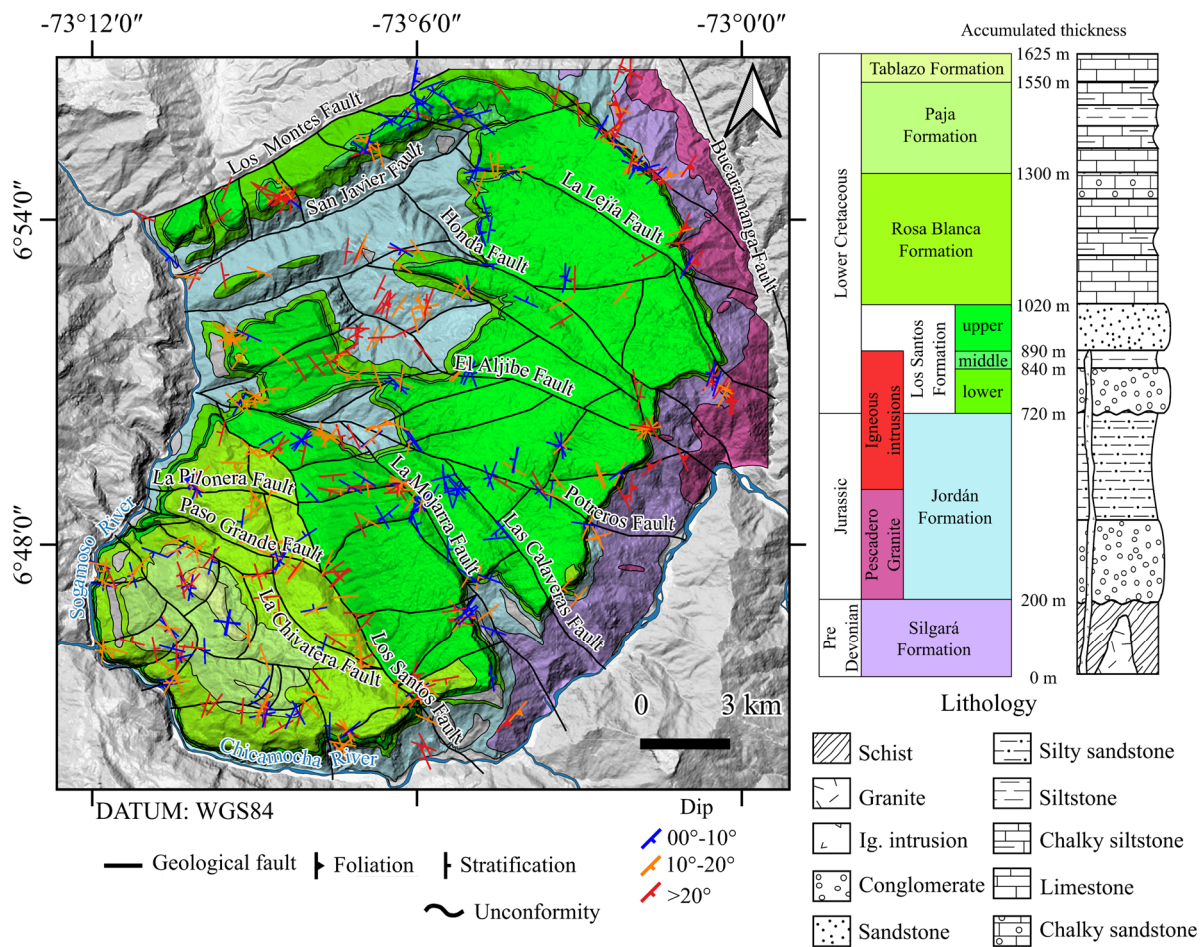 -73°12′0″
-73°6′0″
-73°0′0″
6°54′0″
6°48′0″
Los Montes Fault
San Javier Fault
Honda Fault
La Lejía Fault
Bucaramanga Fault
El Aljibe Fault
La Pilonera Fault
Paso Grande Fault
La Mojarra Fault
Las Calaveras Fault
Potreros Fault
La Chivatera Fault
Los Santos Fault
Sogamoso River
Chicamocha River
0 3 km
DATUM: WGS84
Dip
00°-10°
10°-20°
>20°
Geological fault
Foliation
Stratification
Unconformity
Accumulated thickness
1625 m
1550 m
1300 m
1020 m
890 m
840 m
720 m
200 m
0 m
Lower Cretaceous
Jurassic
Pre
Devonian
Tablazo Formation
Paja
Formation
Rosa Blanca
Formation
Los Santos
Formation
upper
middle
lower
Igneous
intrusions
Pescadero
Granite
Jordán
Formation
Silgará
Formation
Lithology
Schist
Granite
Ig. intrusion
Conglomerate
Sandstone
Silty sandstone
Siltstone
Chalky siltstone
Limestone
Chalky sandstone